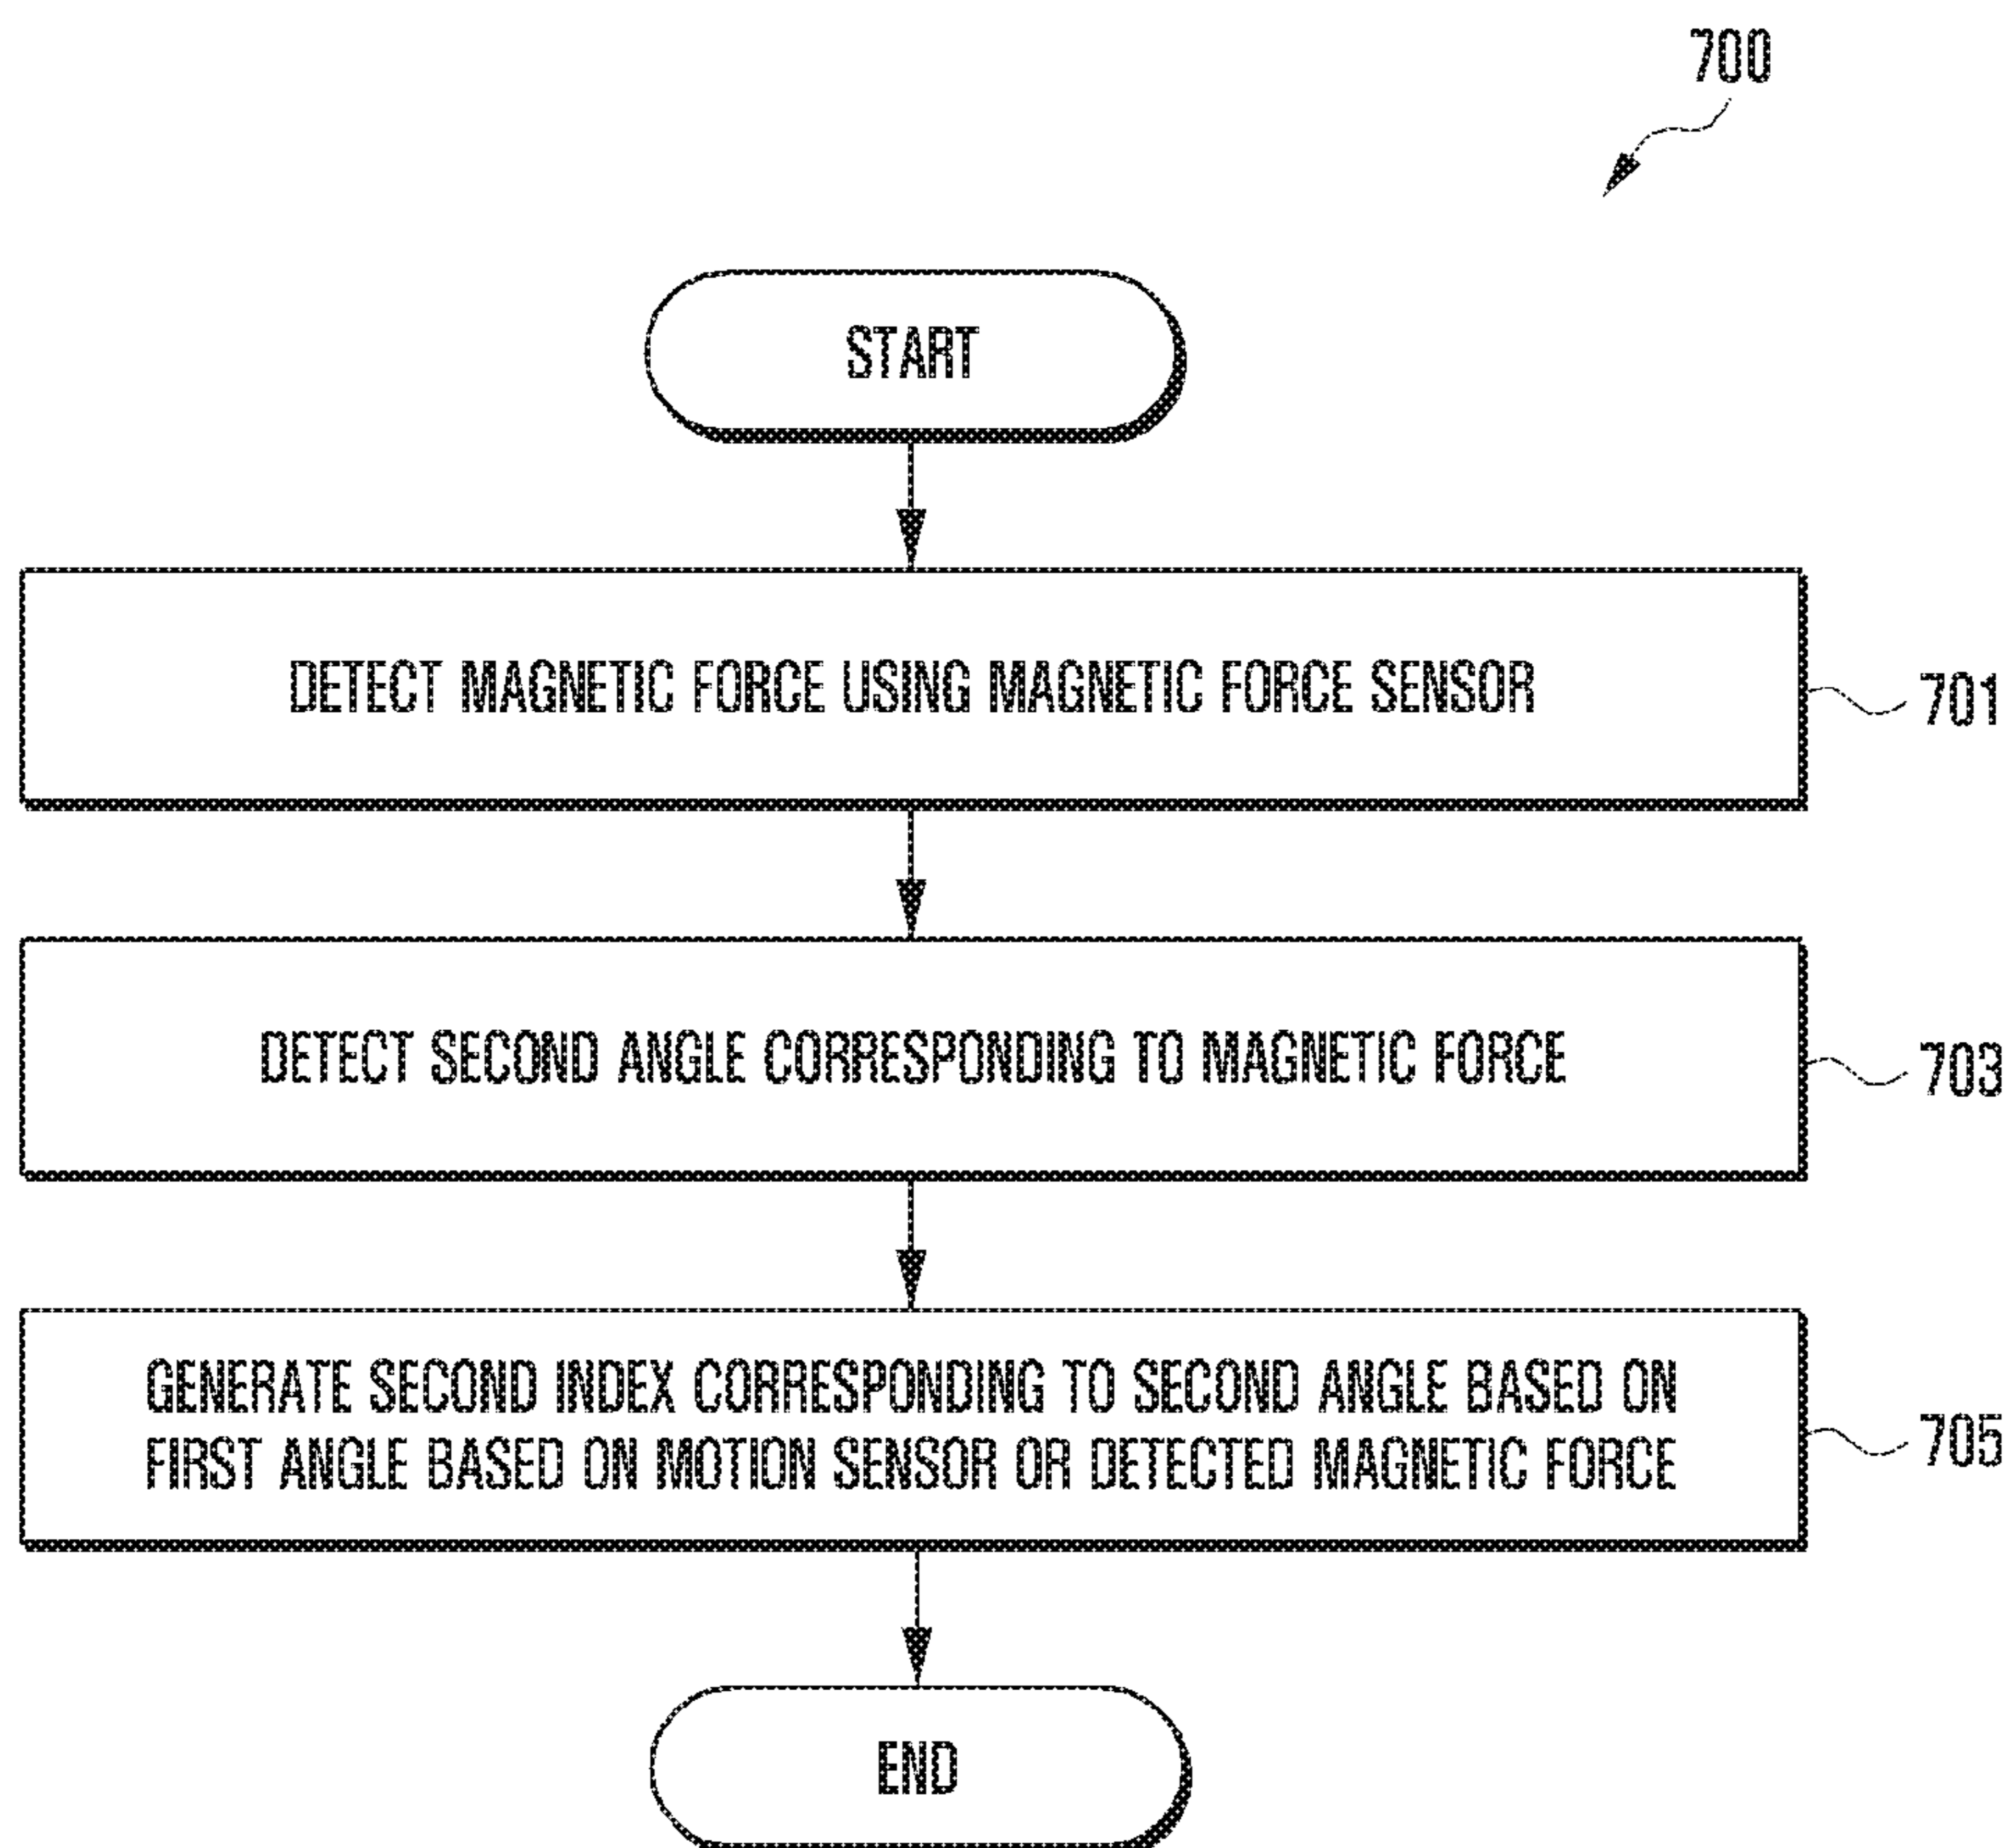 700
START
DETECT MAGNETIC FORCE USING MAGNETIC FORCE SENSOR
701
DETECT SECOND ANGLE CORRESPONDING TO MAGNETIC FORCE
703
GENERATE SECOND INDEX CORRESPONDING TO SECOND ANGLE BASED ON
FIRST ANGLE BASED ON MOTION SENSOR OR DETECTED MAGNETIC FORCE
705
END